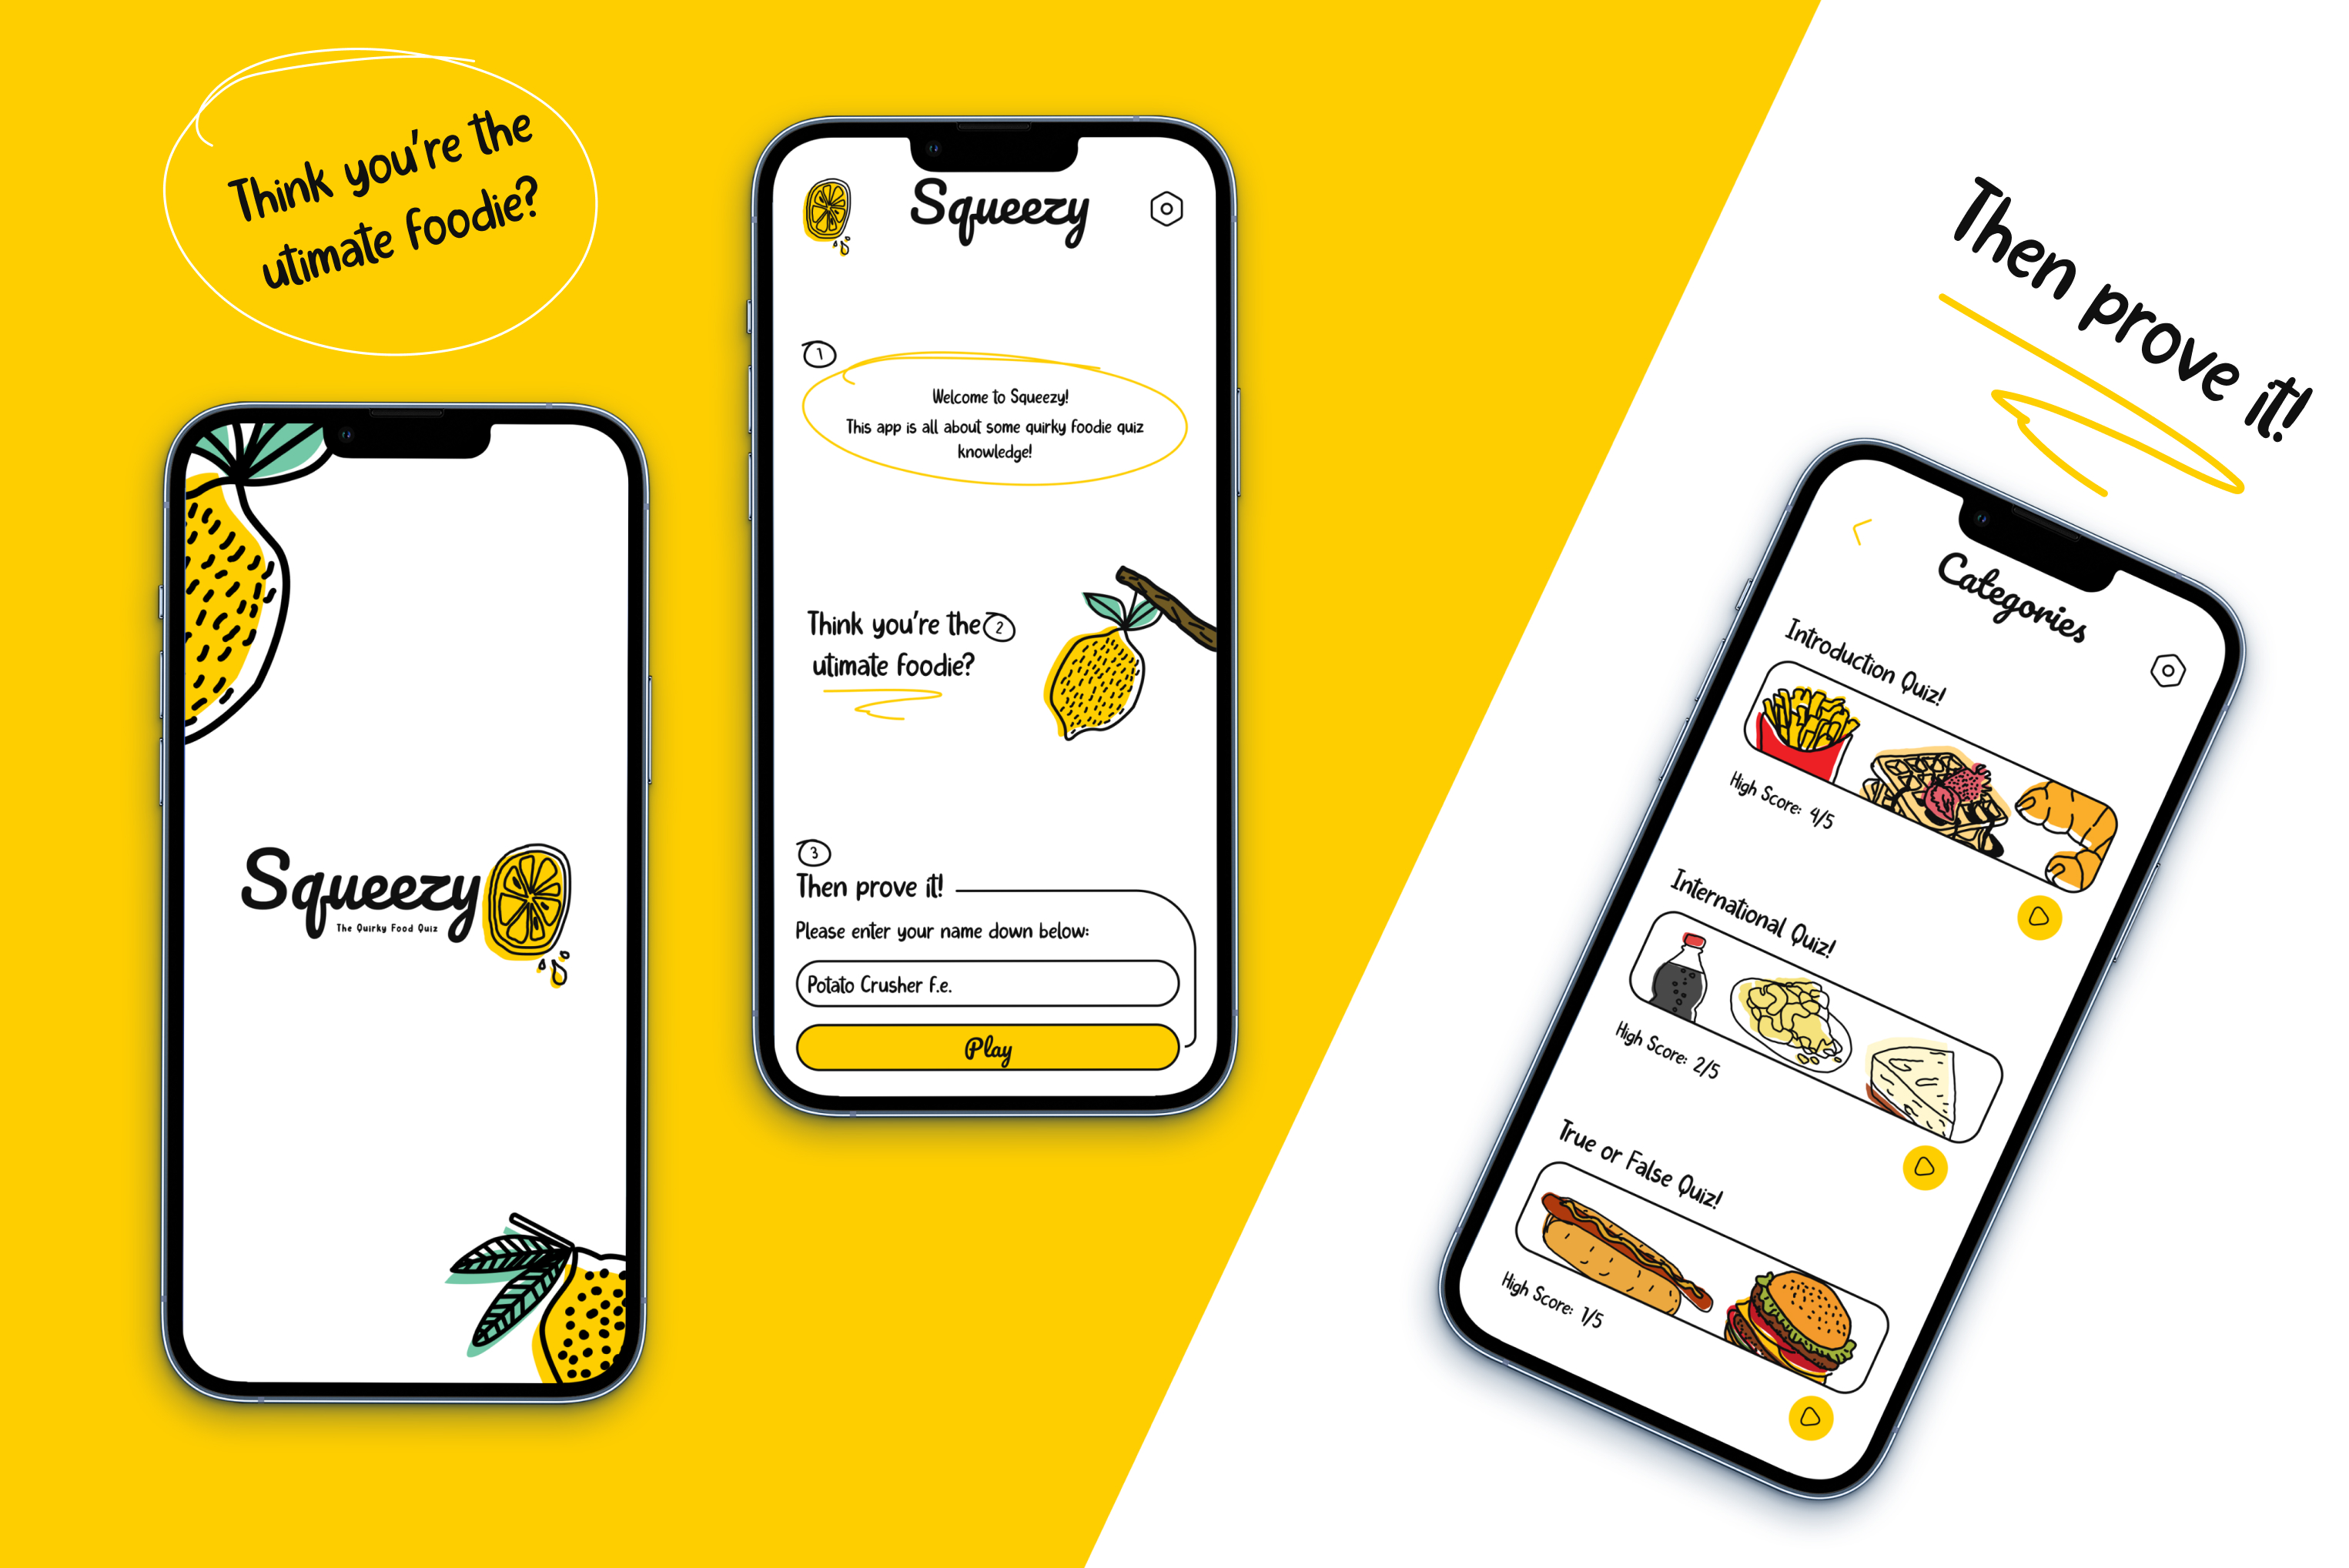 Think you're the
utimate foodie?
Squeezy
The Quirky Food Quiz
Squeezy
1
Welcome to Squeezy!
This app is all about some quirky foodie quiz
knowledge!
Think you're the
2
utimate foodie?
3
Then prove it!
Please enter your name down below:
Potato Crusher f.e.
Play
Then prove it!
Categories
Introduction Quiz!
High Score: 4/5
International Quiz!
High Score: 2/5
True or False Quiz!
High Score: 1/5